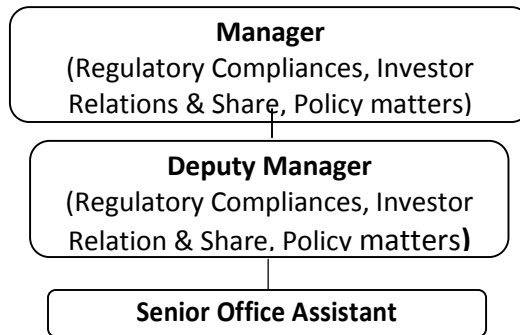 Manager
(Regulatory Compliances, Investor
Relations & Share, Policy matters)
Deputy Manager
(Regulatory Compliances, Investor
Relation & Share, Policy matters)
Senior Office Assistant